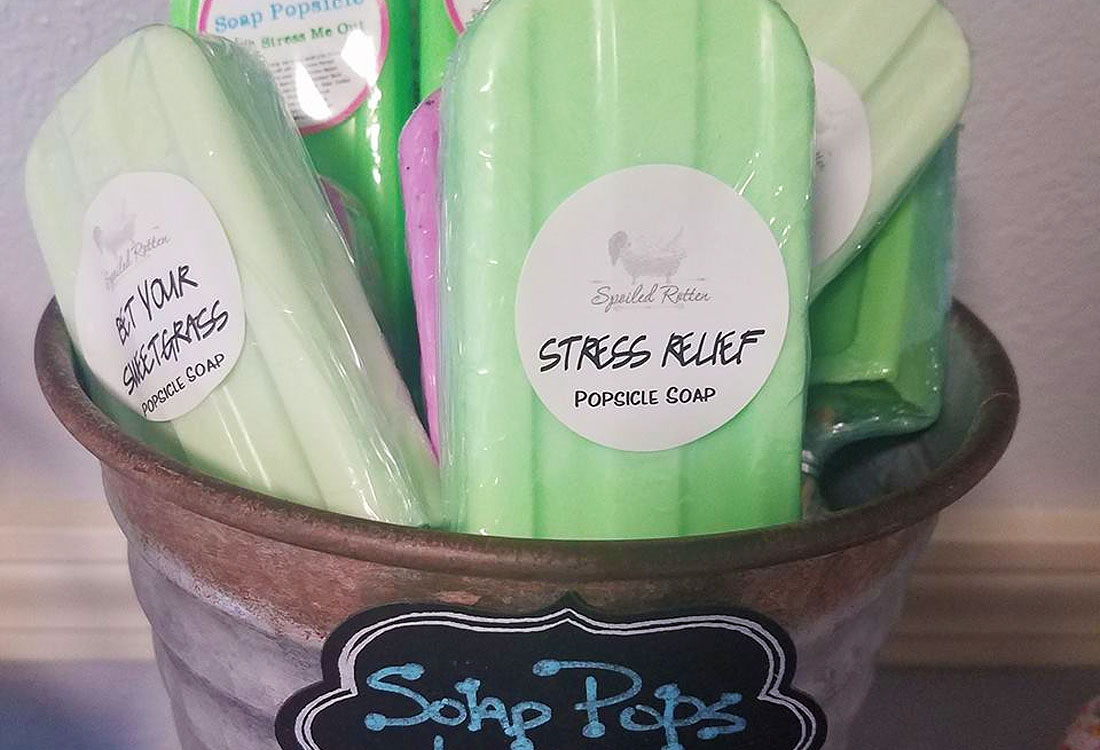 Soap Popsicle
Stress Me Out
Spoiled Rotten
BET YOUR
SWEETGRASS
POPSICLE SOAP
Spoiled Rotten
STRESS RELIEF
POPSICLE SOAP
Soap Pops